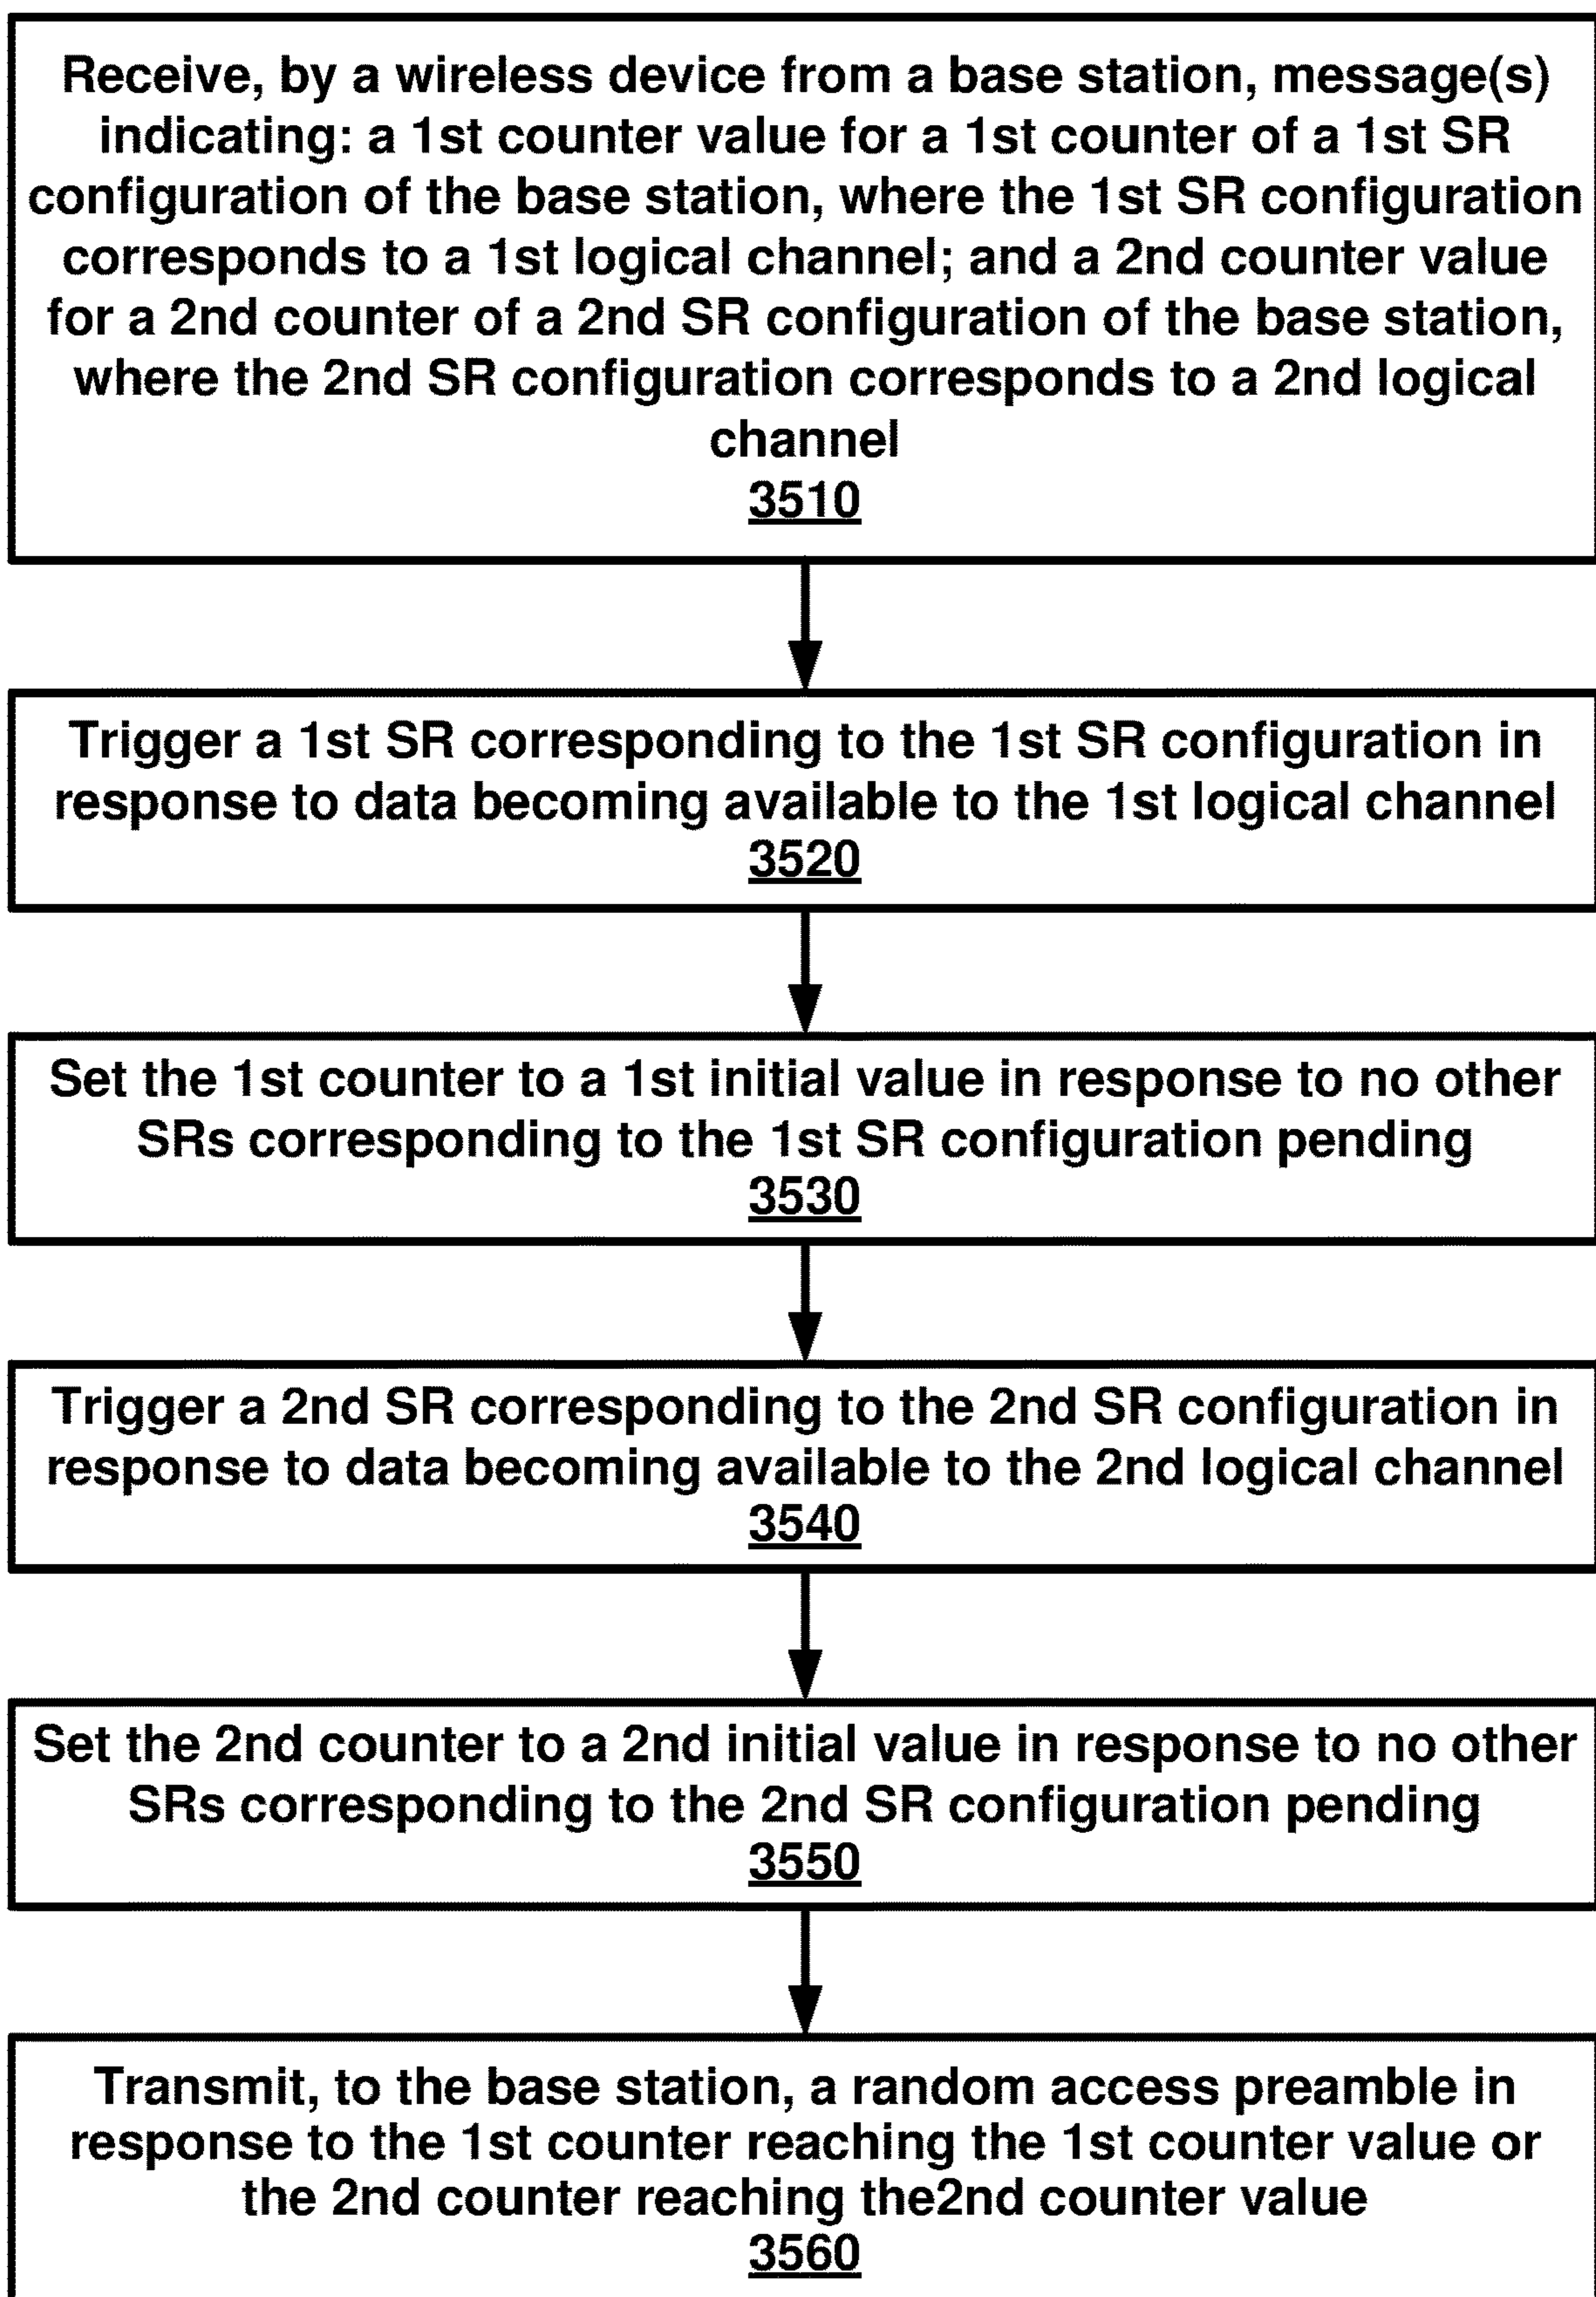 Receive, by a wireless device from a base station, message(s)
indicating: a 1st counter value for a 1st counter of a 1st SR
configuration of the base station, where the 1st SR configuration
corresponds to a 1st logical channel; and a 2nd counter value
for a 2nd counter of a 2nd SR configuration of the base station,
where the 2nd SR configuration corresponds to a 2nd logical
channel
3510
Trigger a 1st SR corresponding to the 1st SR configuration in
response to data becoming available to the 1st logical channel
3520
Set the 1st counter to a 1st initial value in response to no other
SRs corresponding to the 1st SR configuration pending
3530
Trigger a 2nd SR corresponding to the 2nd SR configuration in
response to data becoming available to the 2nd logical channel
3540
Set the 2nd counter to a 2nd initial value in response to no other
SRs corresponding to the 2nd SR configuration pending
3550
Transmit, to the base station, a random access preamble in
response to the 1st counter reaching the 1st counter value or
the 2nd counter reaching the2nd counter value
3560